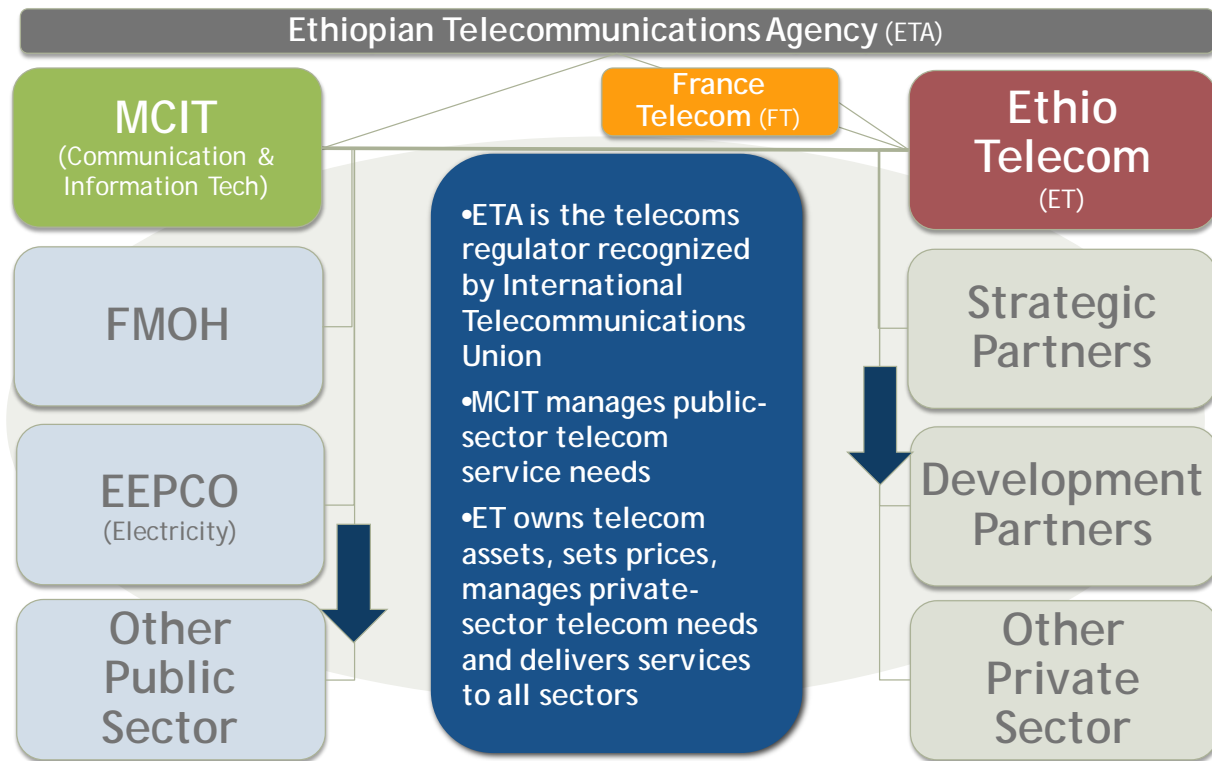 Ethiopian Telecommunications Agency (ETA)
MCIT
(Communication &
Information Tech)
France
Telecom (FT)
Ethio
Telecom
(ET)
FMOH
EEPCO
(Electricity)
Other
Public
Sector
•ETA is the telecoms
regulator recognized
by International
Telecommunications
Union
•MCIT manages public-
sector telecom
service needs
•ET owns telecom
assets, sets prices,
manages private-
sector telecom needs
and delivers services
to all sectors
Strategic
Partners
Development
Partners
Other
Private
Sector